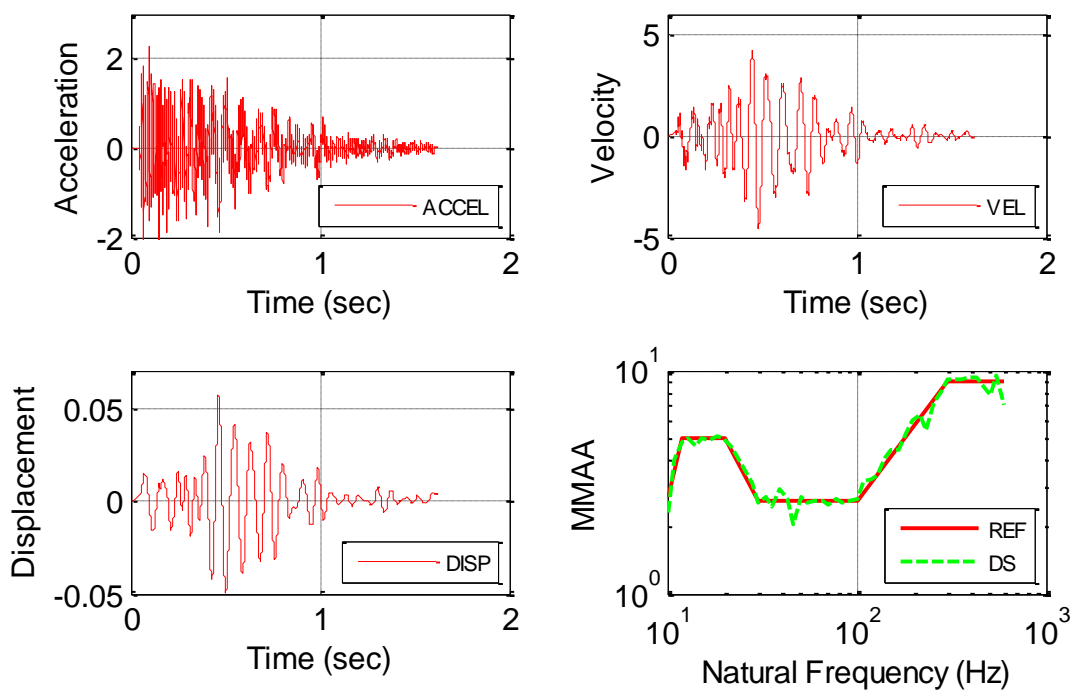 Acceleration
2
0
-2
0
1
2
Time (sec)
ACCEL
Velocity
5
0
-5
0
1
2
Time (sec)
VEL
Displacement
0.05
0
-0.05
0
1
2
Time (sec)
DISP
MMAA
10^1
10^0
10^1
10^2
10^3
Natural Frequency (Hz)
REF
DS